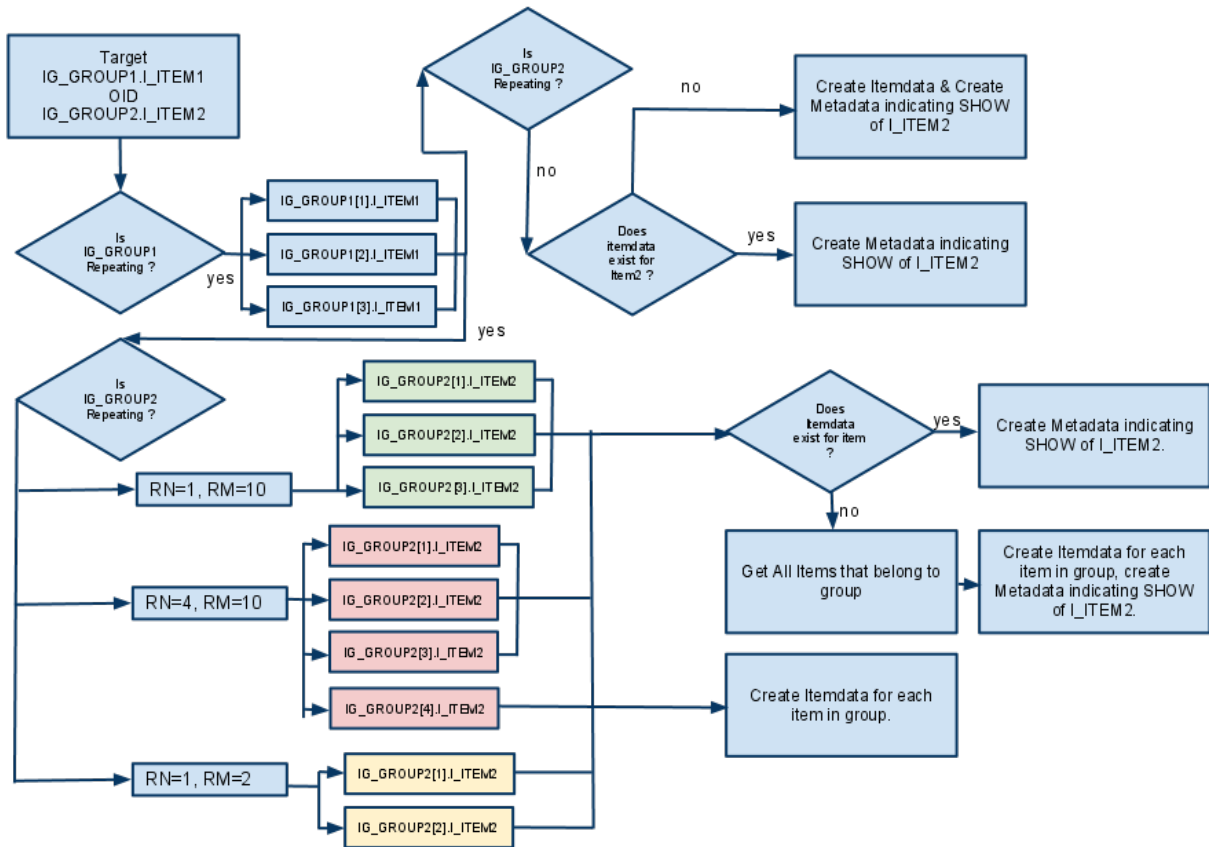 Target
IG_GROUP1.I_ITEM1
OID
IG_GROUP2.I_ITEM2
Is
IG_GROUP1
Repeating ?
yes
IG_GROUP1[1].I_ITEM1
IG_GROUP1[2].I_ITEM1
IG_GROUP1[3].I_ITEM1
Is
IG_GROUP2
Repeating ?
no
Does
itemdata
exist for
Item2 ?
no
Create Itemdata & Create
Metadata indicating SHOW
of I_ITEM2
yes
Create Metadata indicating
SHOW of I_ITEM2
yes
Is
IG_GROUP2
Repeating ?
RN=1, RM=10
IG_GROUP2[1].I_ITEM2
IG_GROUP2[2].I_ITEM2
IG_GROUP2[3].I_ITEM2
RN=4, RM=10
IG_GROUP2[1].I_ITEM2
IG_GROUP2[2].I_ITEM2
IG_GROUP2[3].I_ITEM2
IG_GROUP2[4].I_ITEM2
RN=1, RM=2
IG_GROUP2[1].I_ITEM2
IG_GROUP2[2].I_ITEM2
Does
Itemdata
exist for item
?
yes
Create Metadata indicating
SHOW of I_ITEM2.
no
Get All Items that belong to
group
Create Itemdata for each
item in group, create
Metadata indicating SHOW
of I_ITEM2.
Create Itemdata for each
item in group.